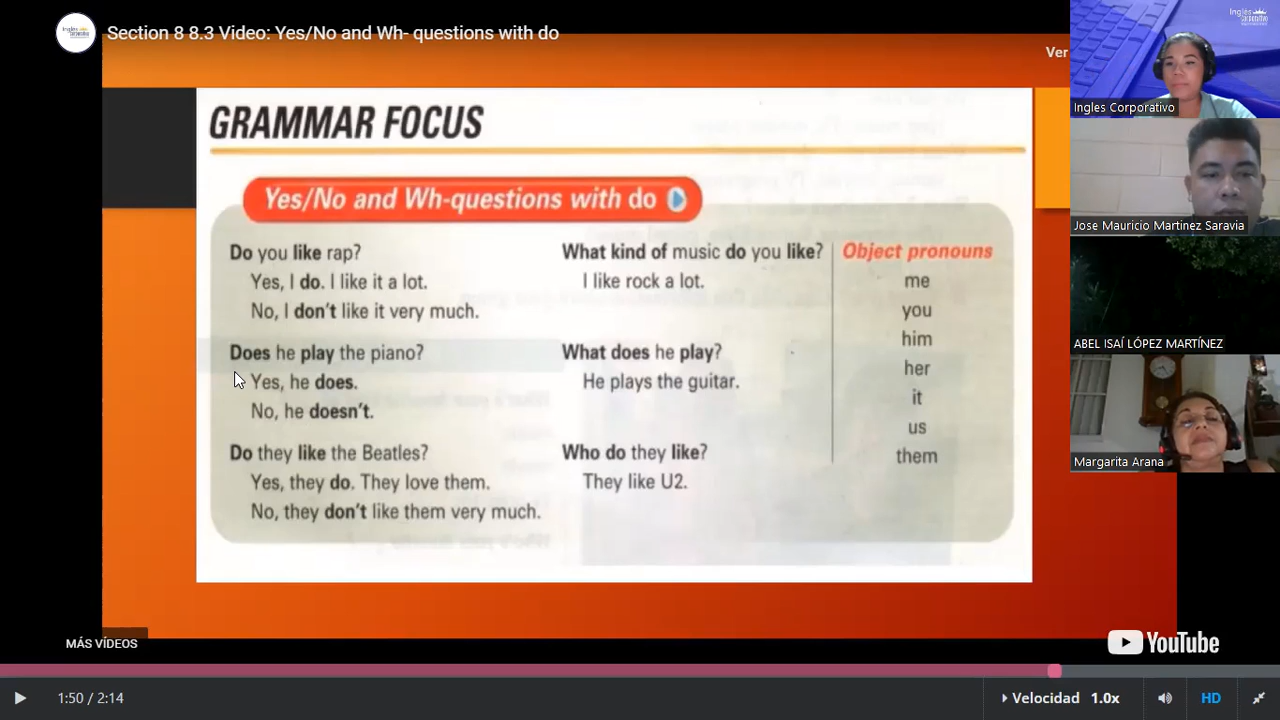 Section 8 8.3 Video: Yes/No and Wh- questions with do
Ver
GRAMMAR FOCUS
Yes/No and Wh-questions with do
Do you like rap?
Yes, I do. I like it a lot.
No, I don't like it very much.
Does he play the piano?
Yes, he does.
No, he doesn't.
Do they like the Beatles?
Yes, they do. They love them.
No, they don't like them very much.
What kind of music do you like?
I like rock a lot.
What does he play?
He plays the guitar.
Who do they like?
They like U2.
Object pronouns
me
you
him
her
it
us
them
Ingles Corporativo
Jose Mauricio Martinez Saravia
ABEL ISAÍ LÓPEZ MARTÍNEZ
Margarita Arana
MÁS VÍDEOS
YouTube
1:50 / 2:14
Velocidad 1.0x
HD